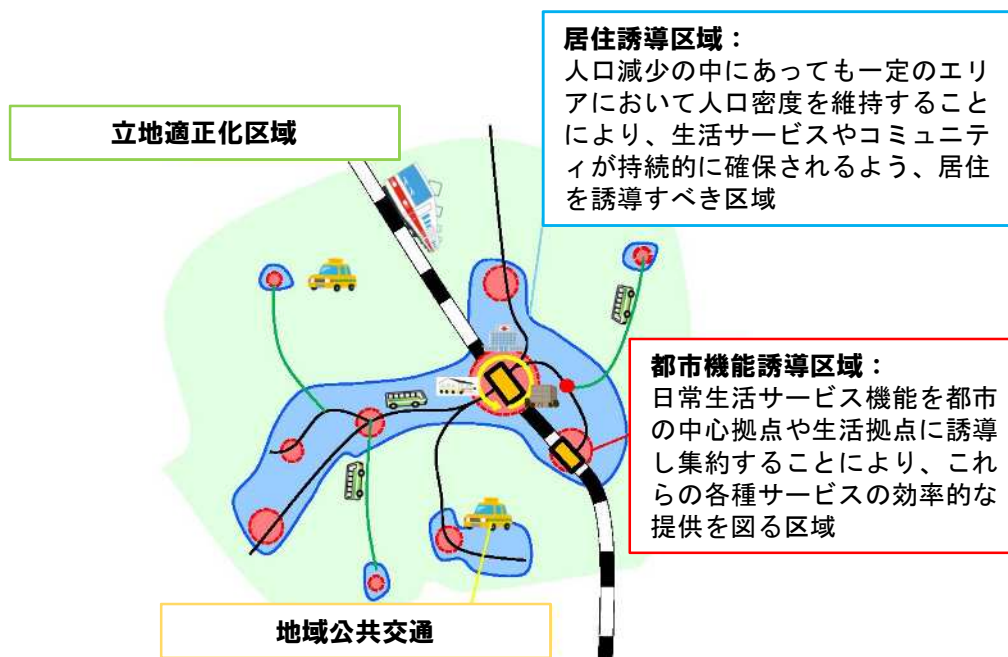 居住誘導区域：
人口減少の中にあっても一定のエリ
アにおいて人口密度を維持すること
により、生活サービスやコミュニテ
ィが持続的に確保されるよう、居住
を誘導すべき区域
立地適正化区域
都市機能誘導区域：
日常生活サービス機能を都市
の中心拠点や生活拠点に誘導
し集約することにより、これ
らの各種サービスの効率的な
提供を図る区域
地域公共交通